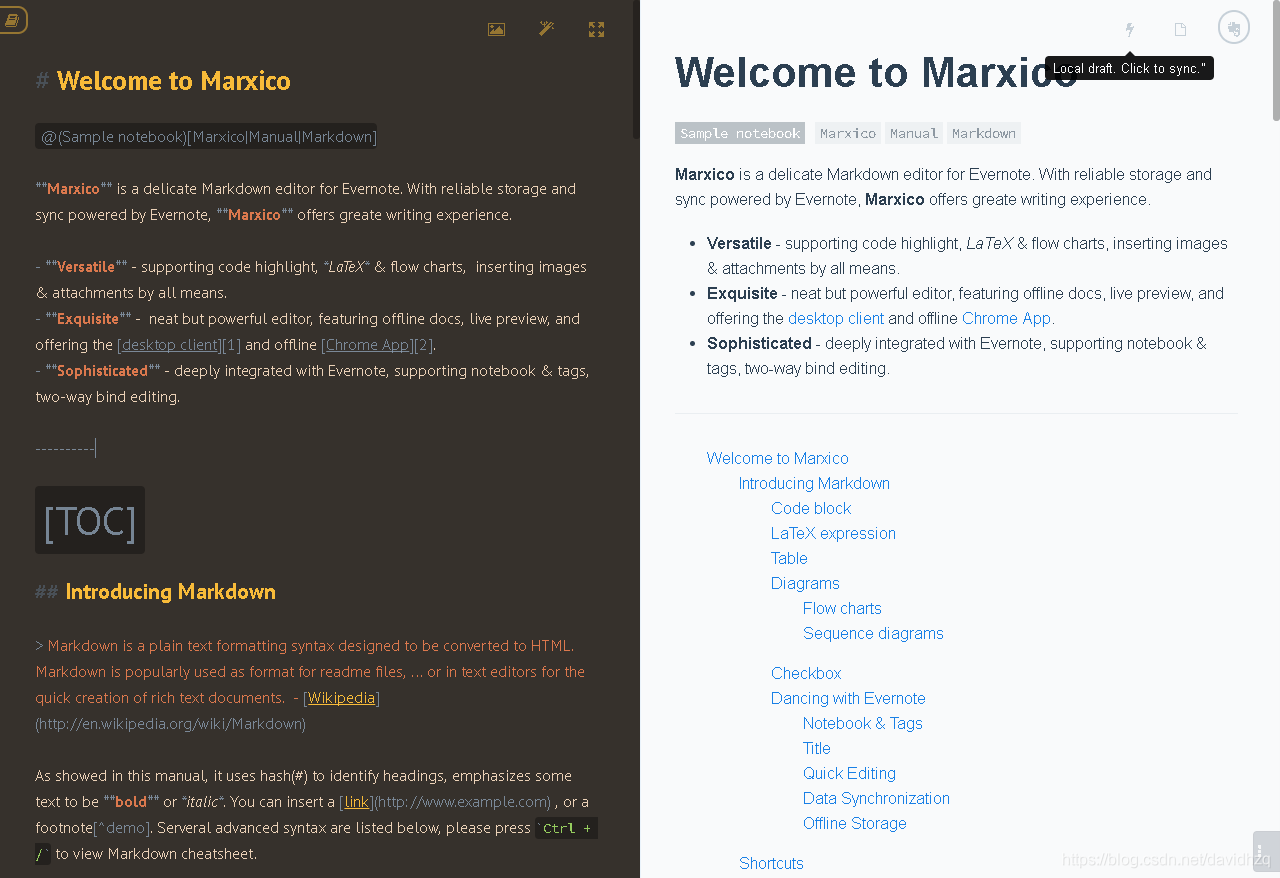 # Welcome to Marxico
@(Sample notebook)[Marxico|Manual|Markdown]
**Marxico** is a delicate Markdown editor for Evernote. With reliable storage and
sync powered by Evernote, **Marxico** offers greate writing experience.
- **Versatile** - supporting code highlight, *LaTeX* & flow charts,  inserting images
& attachments by all means.
- **Exquisite** -  neat but powerful editor, featuring offline docs, live preview, and
offering the [desktop client][1] and offline [Chrome App][2].
- **Sophisticated** - deeply integrated with Evernote, supporting notebook & tags,
two-way bind editing.
----------
[TOC]
## Introducing Markdown
> Markdown is a plain text formatting syntax designed to be converted to HTML.
Markdown is popularly used as format for readme files, ... or in text editors for the
quick creation of rich text documents.  - [Wikipedia]
(http://en.wikipedia.org/wiki/Markdown)
As showed in this manual, it uses hash(#) to identify headings, emphasizes some
text to be **bold** or *italic*. You can insert a [link](http://www.example.com) , or a
footnote[^demo]. Serveral advanced syntax are listed below, please press `Ctrl +
/` to view Markdown cheatsheet.
Welcome to Marxico
Local draft. Click to sync."
Sample notebook Marxico Manual Markdown
Marxico is a delicate Markdown editor for Evernote. With reliable storage and
sync powered by Evernote, Marxico offers greate writing experience.
• Versatile - supporting code highlight, LaTeX & flow charts, inserting images
& attachments by all means.
• Exquisite - neat but powerful editor, featuring offline docs, live preview, and
offering the desktop client and offline Chrome App.
• Sophisticated - deeply integrated with Evernote, supporting notebook &
tags, two-way bind editing.
Welcome to Marxico
Introducing Markdown
Code block
LaTeX expression
Table
Diagrams
Flow charts
Sequence diagrams
Checkbox
Dancing with Evernote
Notebook & Tags
Title
Quick Editing
Data Synchronization
Offline Storage
Shortcuts
https://blog.csdn.net/davidhzq